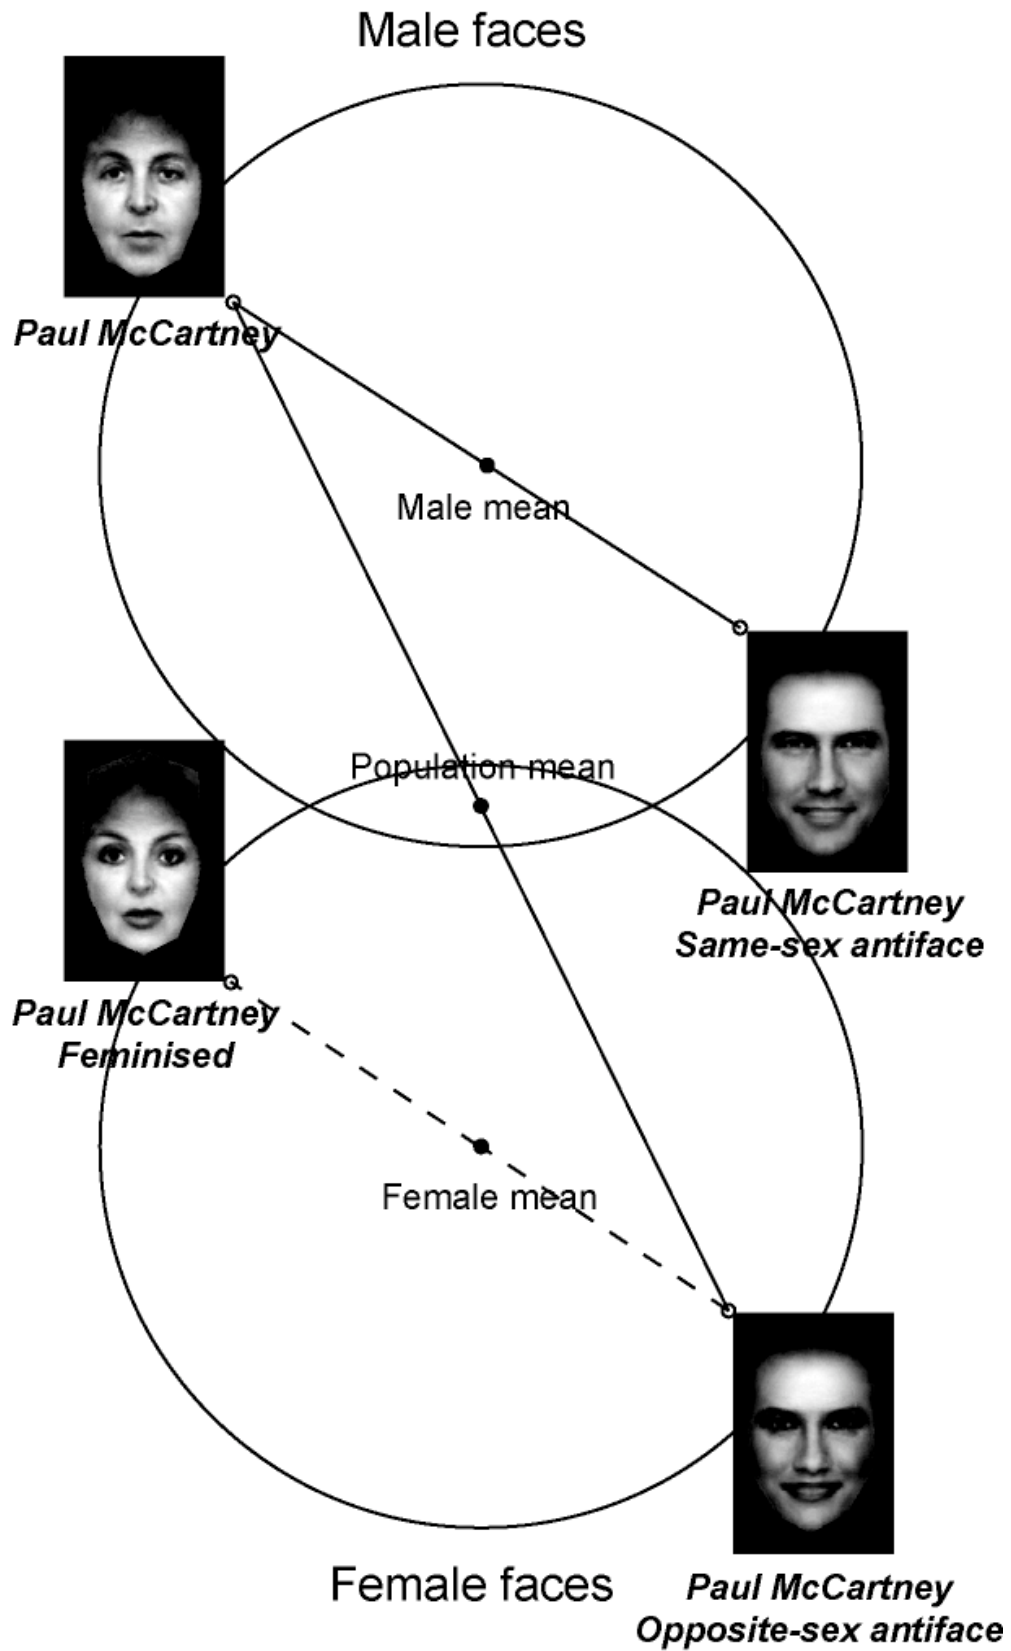 Male faces
Paul McCartney
Male mean
Population mean
Paul McCartney
Same-sex antiface
Paul McCartney
Feminised
Female mean
Female faces
Paul McCartney
Opposite-sex antiface